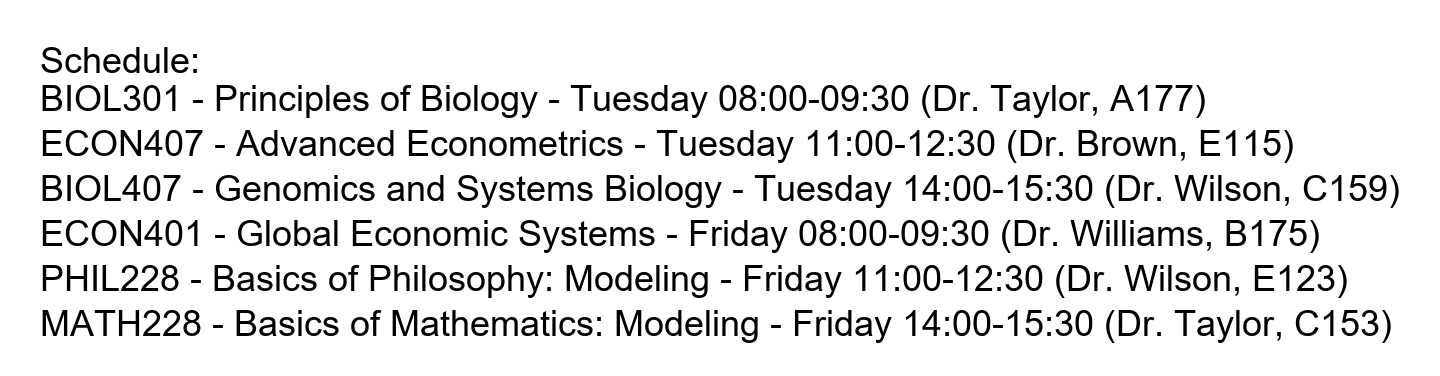 Schedule:
BIOL301 - Principles of Biology - Tuesday 08:00-09:30 (Dr. Taylor, A177)
ECON407 - Advanced Econometrics - Tuesday 11:00-12:30 (Dr. Brown, E115)
BIOL407 - Genomics and Systems Biology - Tuesday 14:00-15:30 (Dr. Wilson, C159)
ECON401 - Global Economic Systems - Friday 08:00-09:30 (Dr. Williams, B175)
PHIL228 - Basics of Philosophy: Modeling - Friday 11:00-12:30 (Dr. Wilson, E123)
MATH228 - Basics of Mathematics: Modeling - Friday 14:00-15:30 (Dr. Taylor, C153)